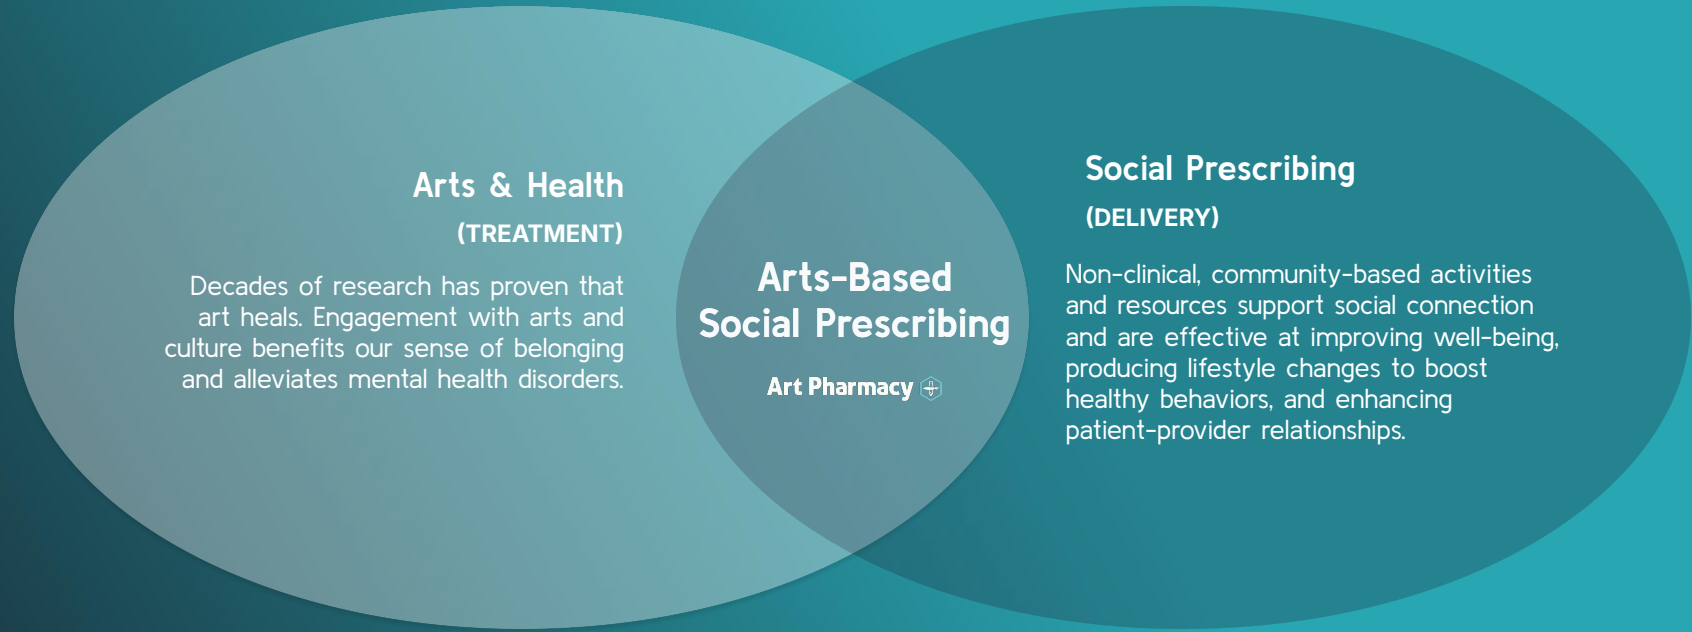 Arts & Health
(TREATMENT)
Decades of research has proven that
art heals. Engagement with arts and
culture benefits our sense of belonging
and alleviates mental health disorders.
Arts-Based
Social Prescribing
Art Pharmacy
Social Prescribing
(DELIVERY)
Non-clinical, community-based activities
and resources support social connection
and are effective at improving well-being,
producing lifestyle changes to boost
healthy behaviors, and enhancing
patient-provider relationships.